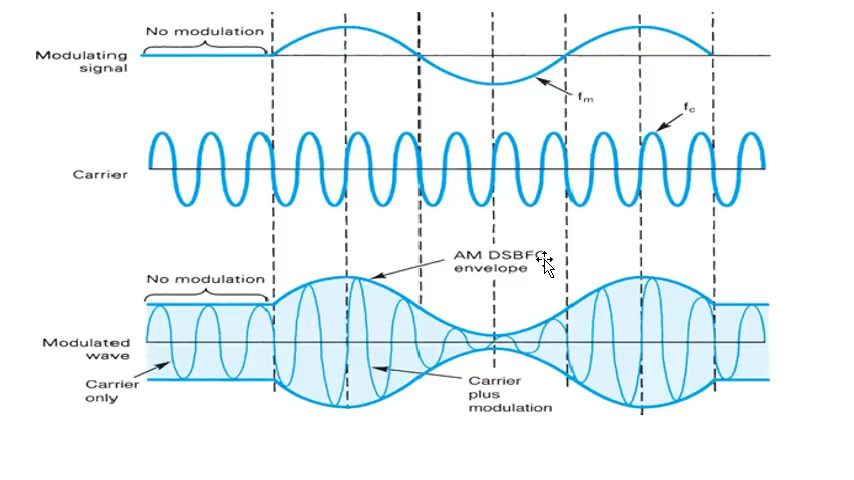 No modulation
Modulating
signal
fm
fc
Carrier
AM DSBFC
envelope
No modulation
Modulated
wave
Carrier
only
Carrier
plus
modulation